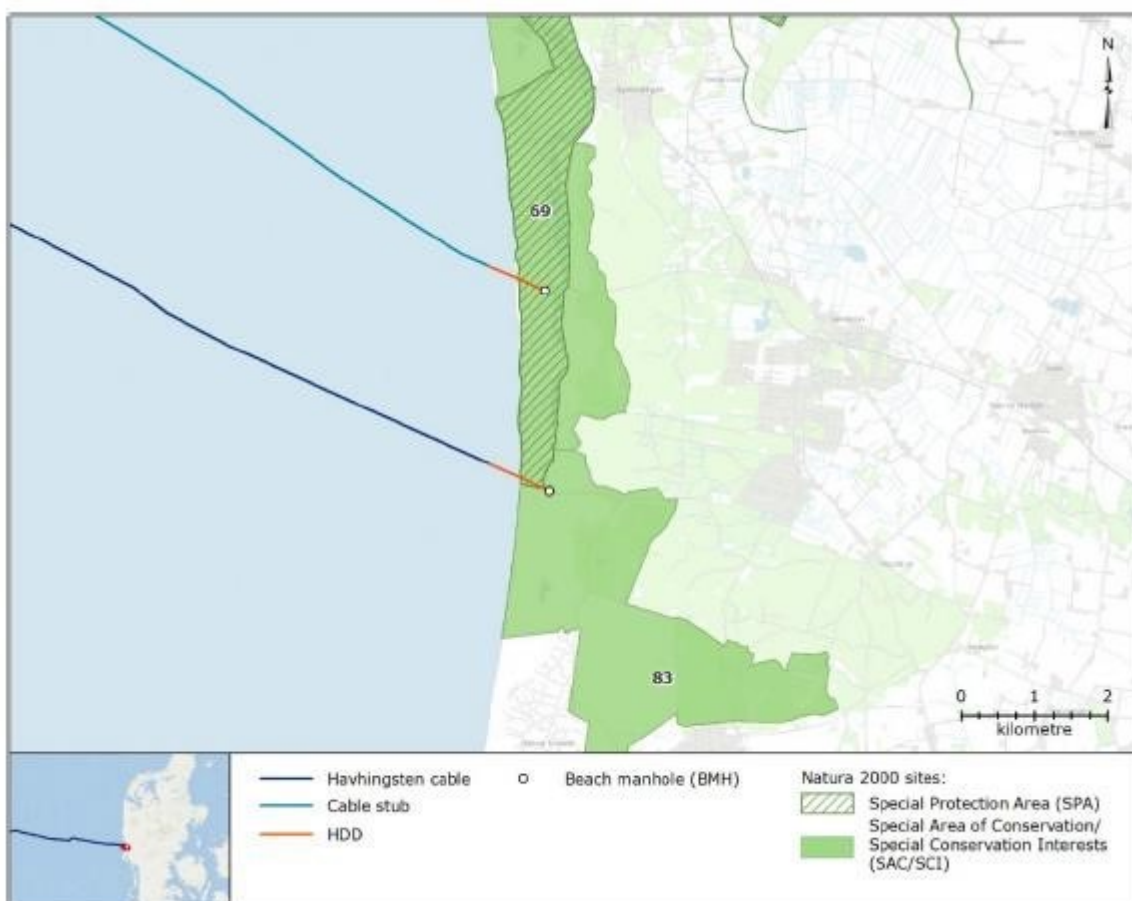 N
69
83
0 1 2
kilometre
Havhingsten cable
Cable stub
HDD
Beach manhole (BMH)
Natura 2000 sites:
Special Protection Area (SPA)
Special Area of Conservation/
Special Conservation Interests
(SAC/SCI)